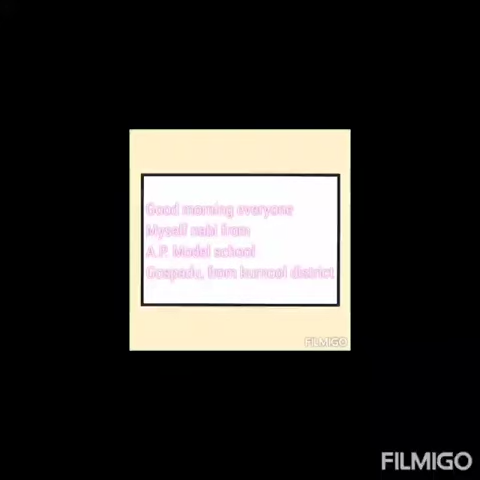 Good morning everyone
Myself nabi from
A.P. Model school
Gospadu, from kurnool district
FILMIGO
FILMIGO